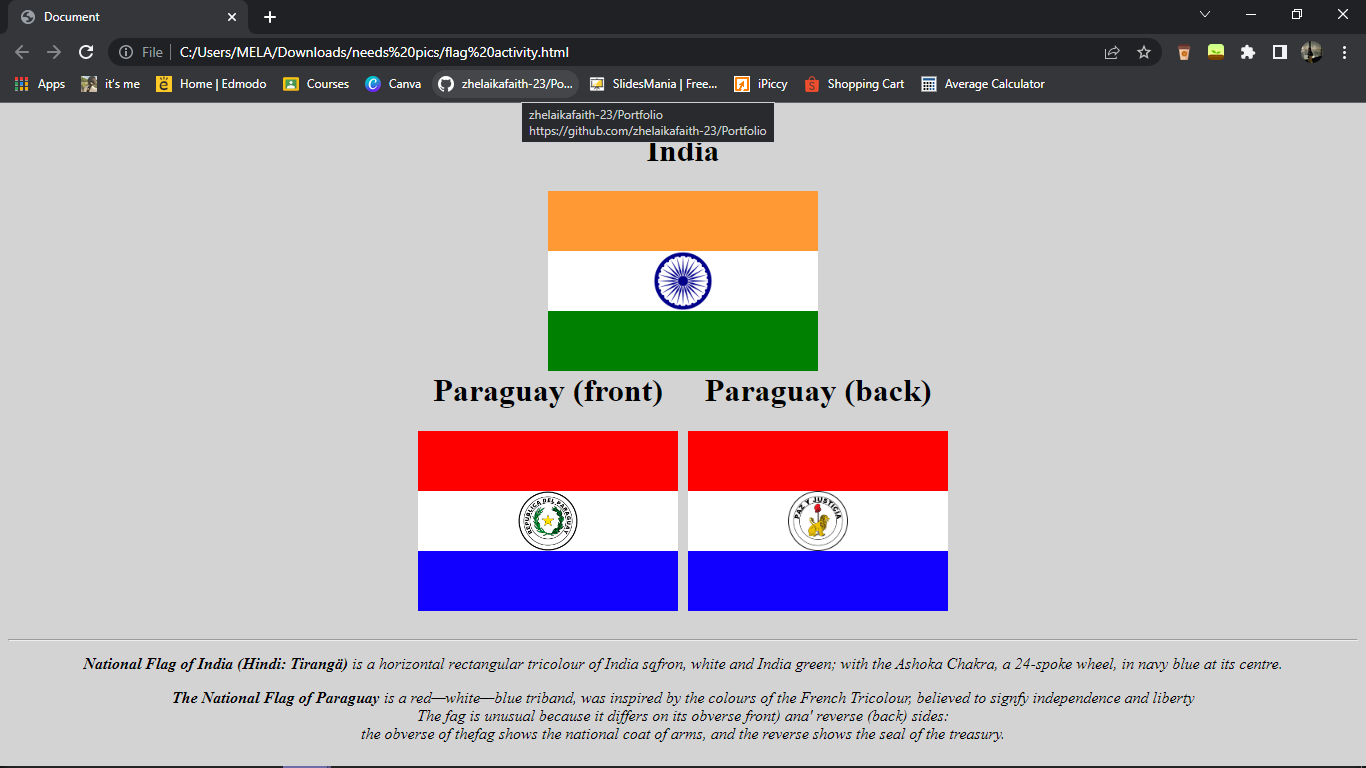 Document
File
C:/Users/MELA/Downloads/needs%20pics/flag%20activity.html
Apps
it's me
Home | Edmodo
Courses
Canva
zhelaikafaith-23/Po...
SlidesMania | Free...
iPiccy
Shopping Cart
Average Calculator
zhelaikafaith-23/Portfolio
https://github.com/zhelaikafaith-23/Portfolio
India
Paraguay (front) Paraguay (back)
REPUBLICA DEL PARAGUAY
PAZ Y JUSTICIA
National Flag of India (Hindi: Tirangä) is a horizontal rectangular tricolour of India sqfron, white and India green; with the Ashoka Chakra, a 24-spoke wheel, in navy blue at its centre.
The National Flag of Paraguay is a red—white—blue triband, was inspired by the colours of the French Tricolour, believed to signfy independence and liberty
The fag is unusual because it differs on its obverse front) ana' reverse (back) sides:
the obverse of thefag shows the national coat of arms, and the reverse shows the seal of the treasury.